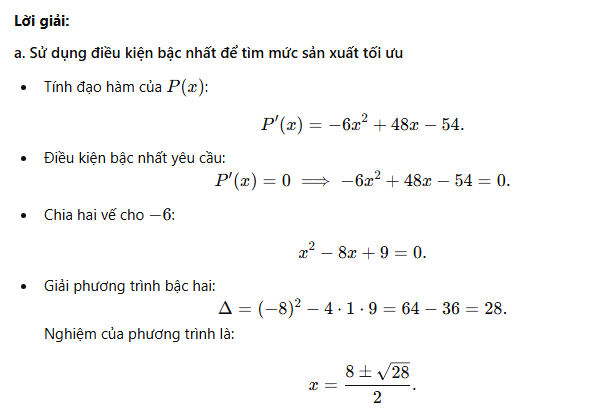 Lời giải:
a. Sử dụng điều kiện bậc nhất để tìm mức sản xuất tối ưu
• Tính đạo hàm của P(x):
P′(x) = −6x² + 48x − 54.
• Điều kiện bậc nhất yêu cầu:
P′(x) = 0 ⟹ −6x² + 48x − 54 = 0.
• Chia hai vế cho −6:
x² − 8x + 9 = 0.
• Giải phương trình bậc hai:
Δ = (−8)² − 4 · 1 · 9 = 64 − 36 = 28.
Nghiệm của phương trình là:
x = (8 ± √28)/2.